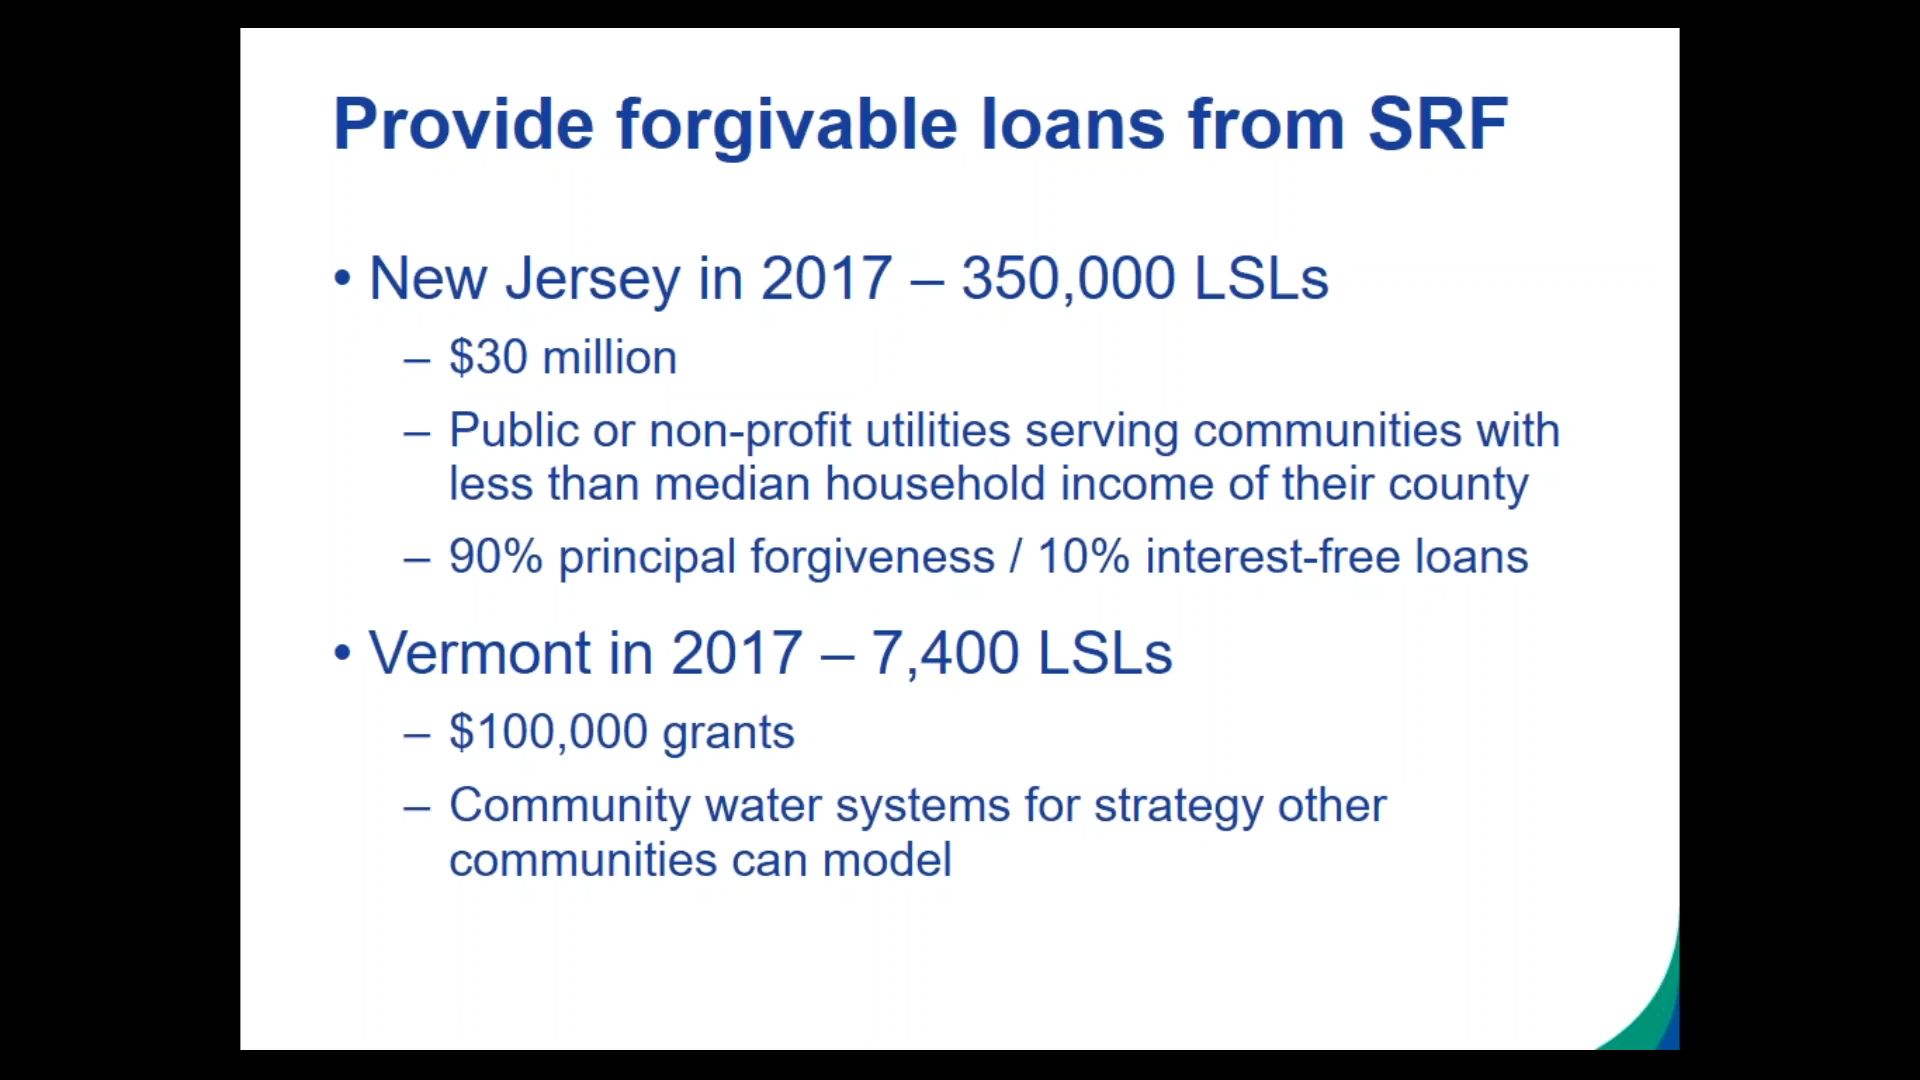 Provide forgivable loans from SRF
• New Jersey in 2017 – 350,000 LSLs
– $30 million
– Public or non-profit utilities serving communities with
less than median household income of their county
– 90% principal forgiveness / 10% interest-free loans
• Vermont in 2017 – 7,400 LSLs
– $100,000 grants
– Community water systems for strategy other
communities can model